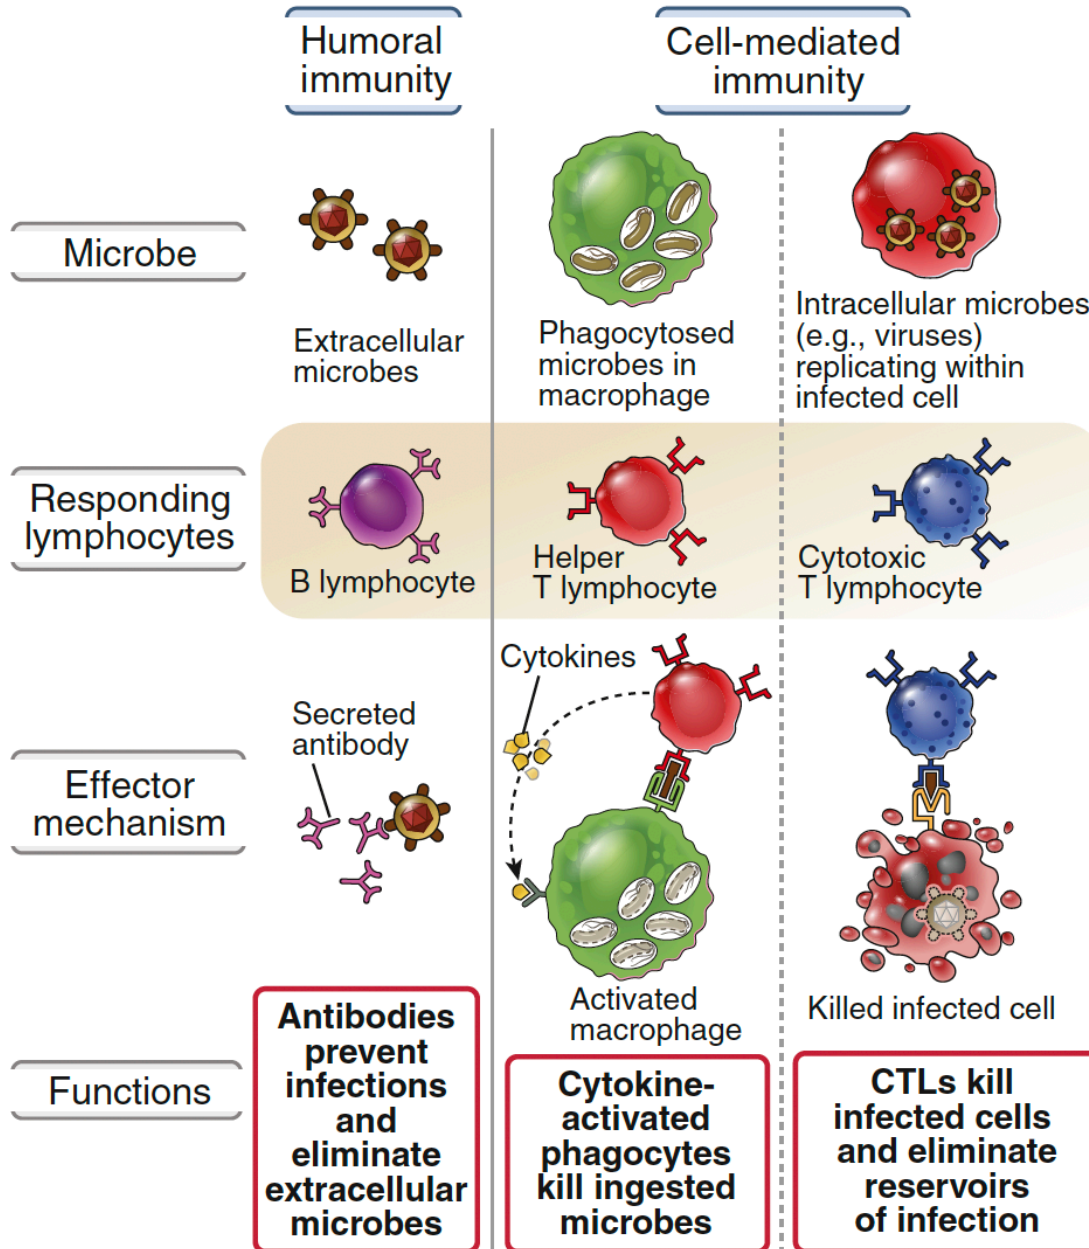 Humoral
immunity
Cell-mediated
immunity
Microbe
Extracellular
microbes
Phagocytosed
microbes in
macrophage
Intracellular microbes
(e.g., viruses)
replicating within
infected cell
Responding
lymphocytes
B lymphocyte
Helper
T lymphocyte
Cytotoxic
T lymphocyte
Effector
mechanism
Secreted
antibody
Cytokines
Activated
macrophage
Killed infected cell
Functions
Antibodies
prevent
infections
and
eliminate
extracellular
microbes
Cytokine-
activated
phagocytes
kill ingested
microbes
CTLs kill
infected cells
and eliminate
reservoirs
of infection